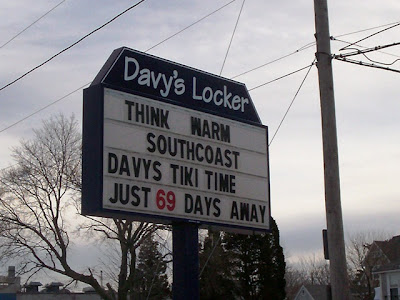 Davy's Locker
THINK WARM
SOUTHCOAST
DAVYS TIKI TIME
JUST 69 DAYS AWAY